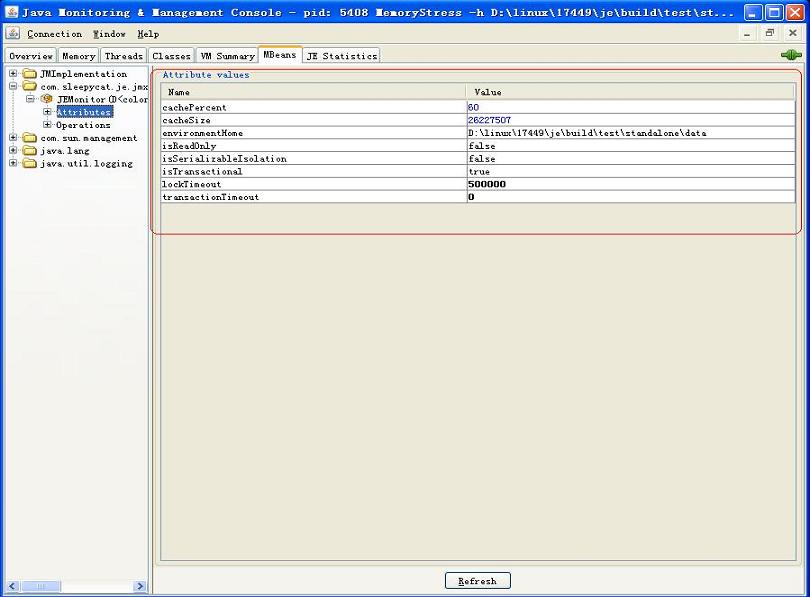 Java Monitoring & Management Console - pid: 5408 MemoryStress -h D:\linux\17449\je\build\test\st...
Connection Window Help
Overview Memory Threads Classes VM Summary MBeans JE Statistics
JMImplementation
com.sleepycat.je.jmx
JEMonitor(D<color
Attributes
Operations
com.sun.management
java.lang
java.util.logging
Attribute values
Name Value
cachePercent 60
cacheSize 26227507
environmentHome D:\linux\17449\je\build\test\standalone\data
isReadOnly false
isSerializableIsolation false
isTransactional true
lockTimeout 500000
transactionTimeout 0
Refresh